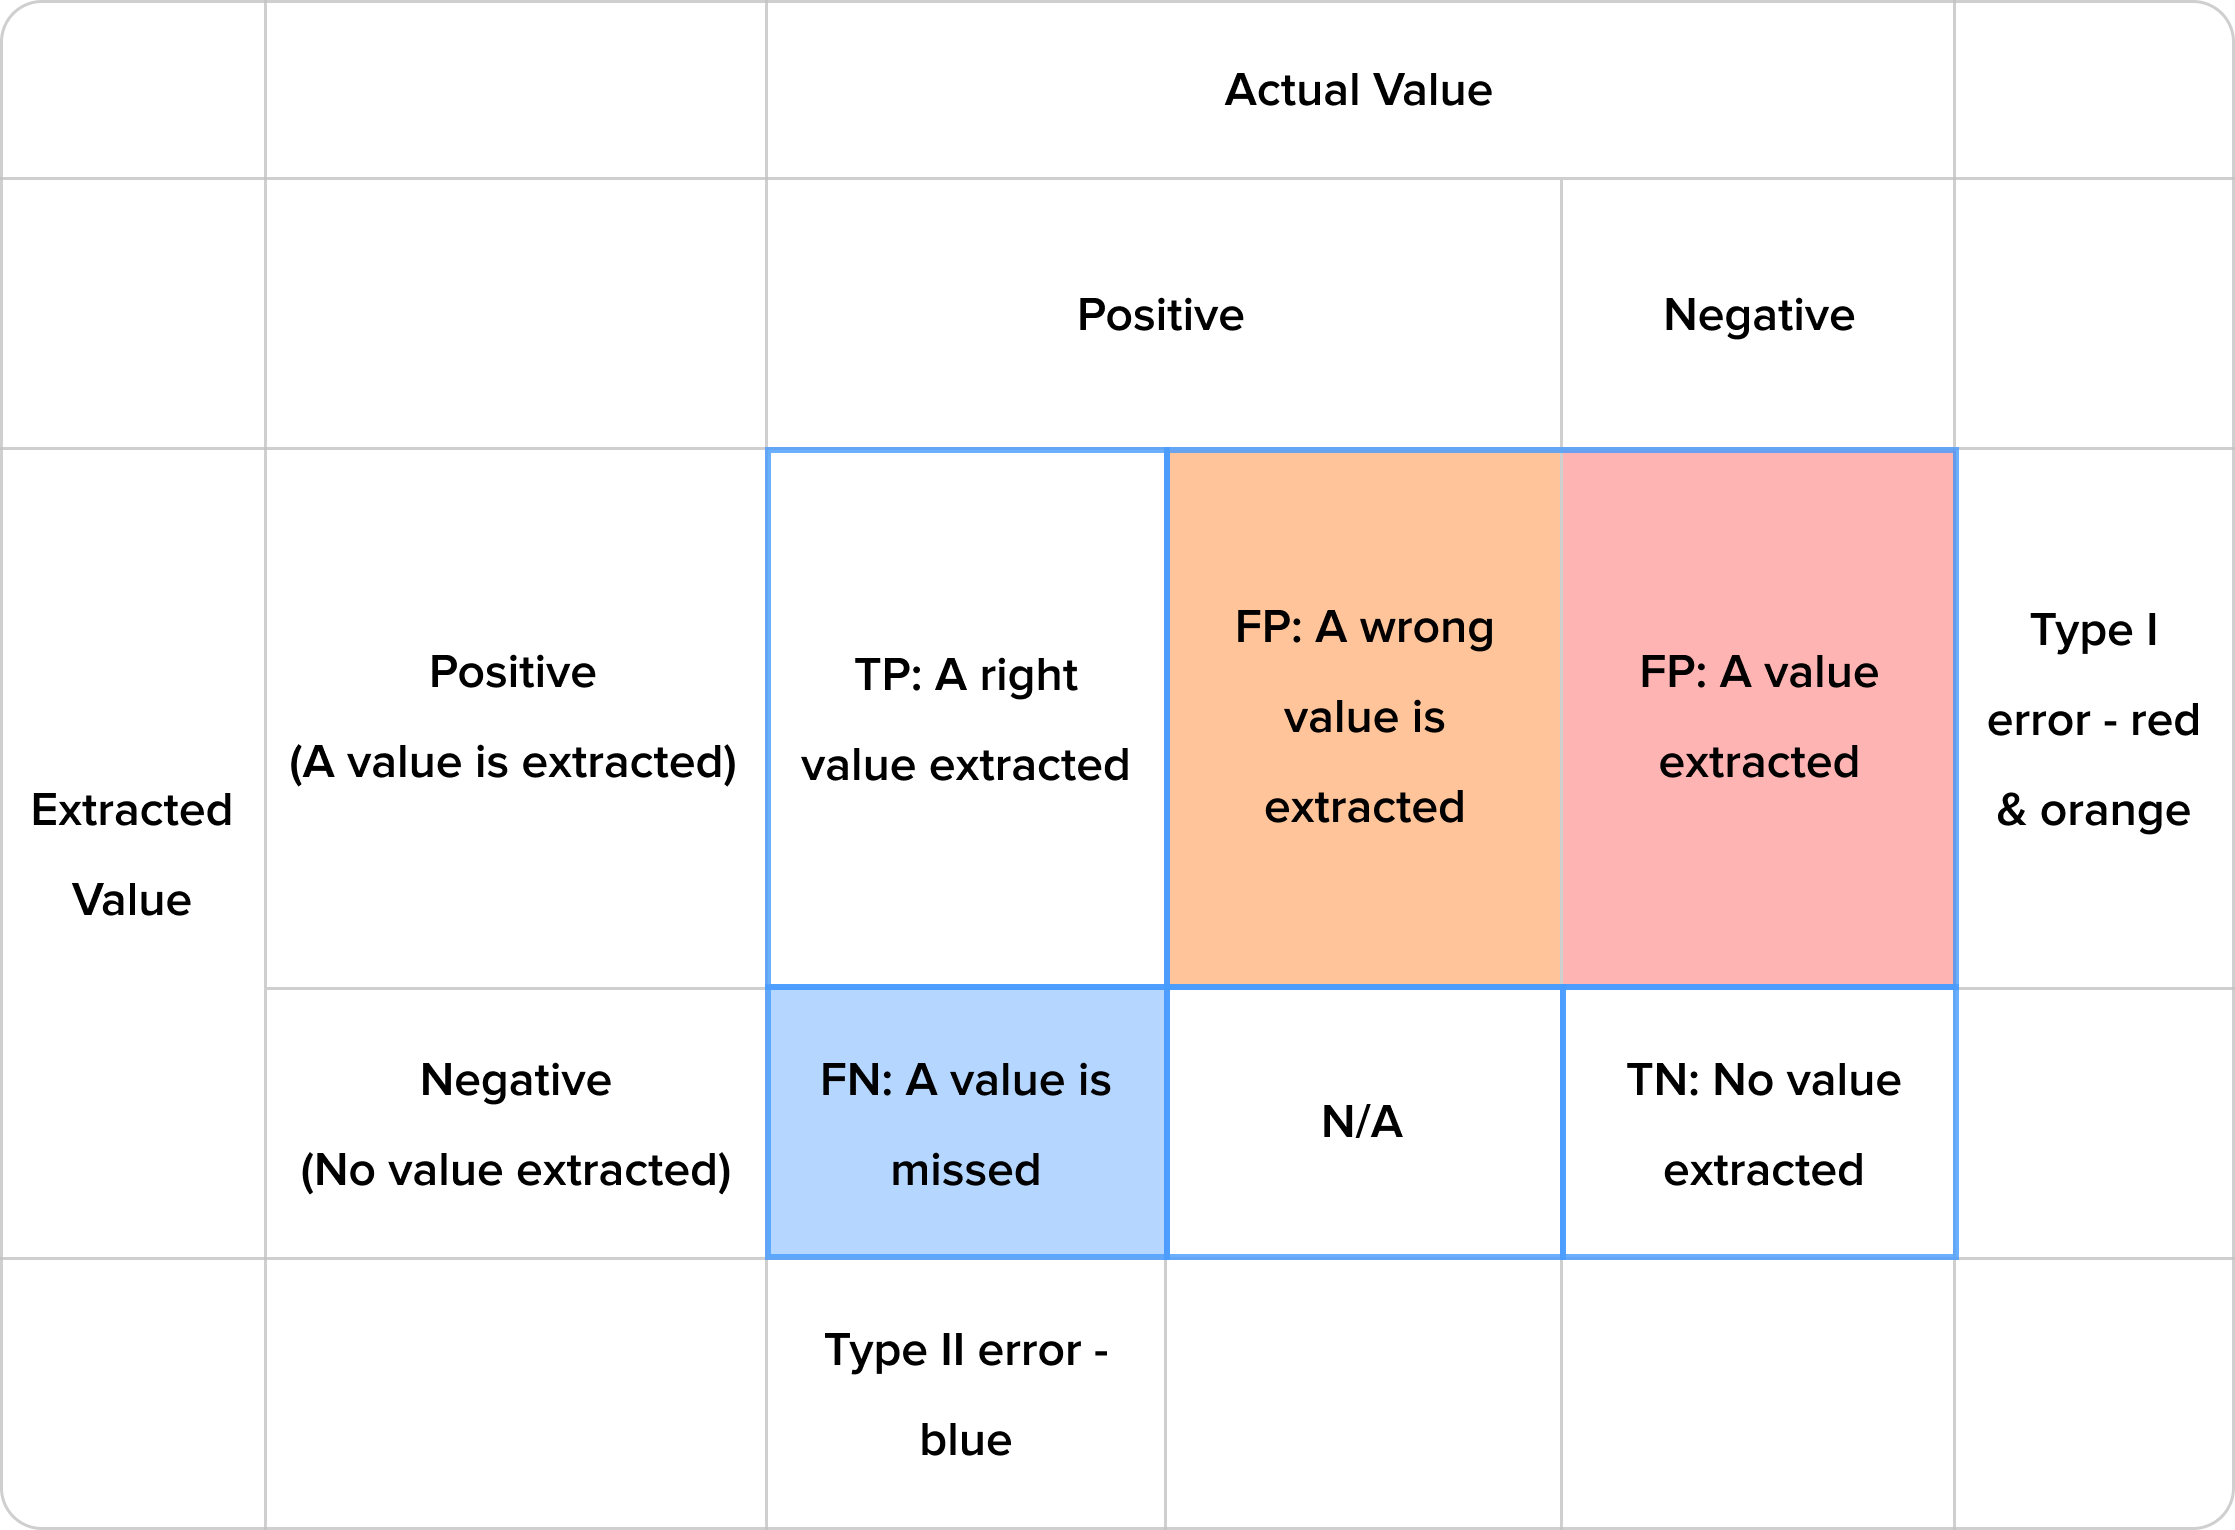 Actual Value
Positive
Negative
Extracted
Value
Positive
(A value is extracted)
TP: A right
value extracted
FP: A wrong
value is
extracted
FP: A value
extracted
Type I
error - red
& orange
Negative
(No value extracted)
FN: A value is
missed
N/A
TN: No value
extracted
Type II error -
blue